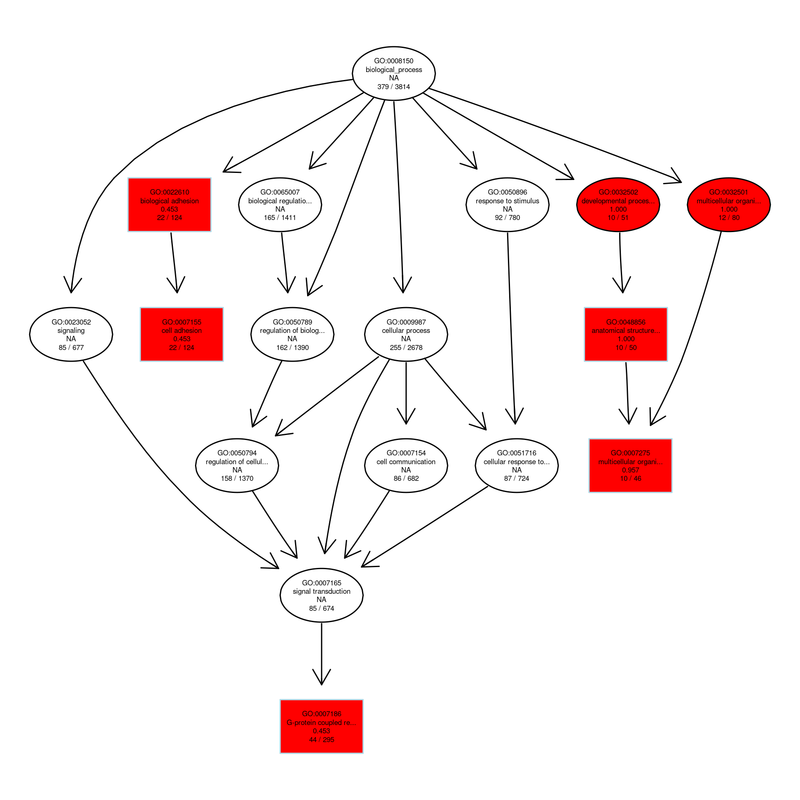 GO:0008150
biological_process
NA
379 / 3814
GO:0022610
biological adhesion
0.453
22 / 124
GO:0065007
biological regulatio...
NA
165 / 1411
GO:0050896
response to stimulus
NA
92 / 780
GO:0032502
developmental proces...
1.000
10 / 51
GO:0032501
multicellular organi...
1.000
12 / 80
GO:0023052
signaling
NA
85 / 677
GO:0007155
cell adhesion
0.453
22 / 124
GO:0050789
regulation of biolog...
NA
162 / 1390
GO:0009987
cellular process
NA
255 / 2678
GO:0048856
anatomical structure...
1.000
10 / 50
GO:0050794
regulation of cellul...
NA
158 / 1370
GO:0007154
cell communication
NA
86 / 682
GO:0051716
cellular response to...
NA
87 / 724
GO:0007275
multicellular organi...
0.957
10 / 46
GO:0007165
signal transduction
NA
85 / 674
GO:0007186
G-protein coupled re...
0.453
44 / 295